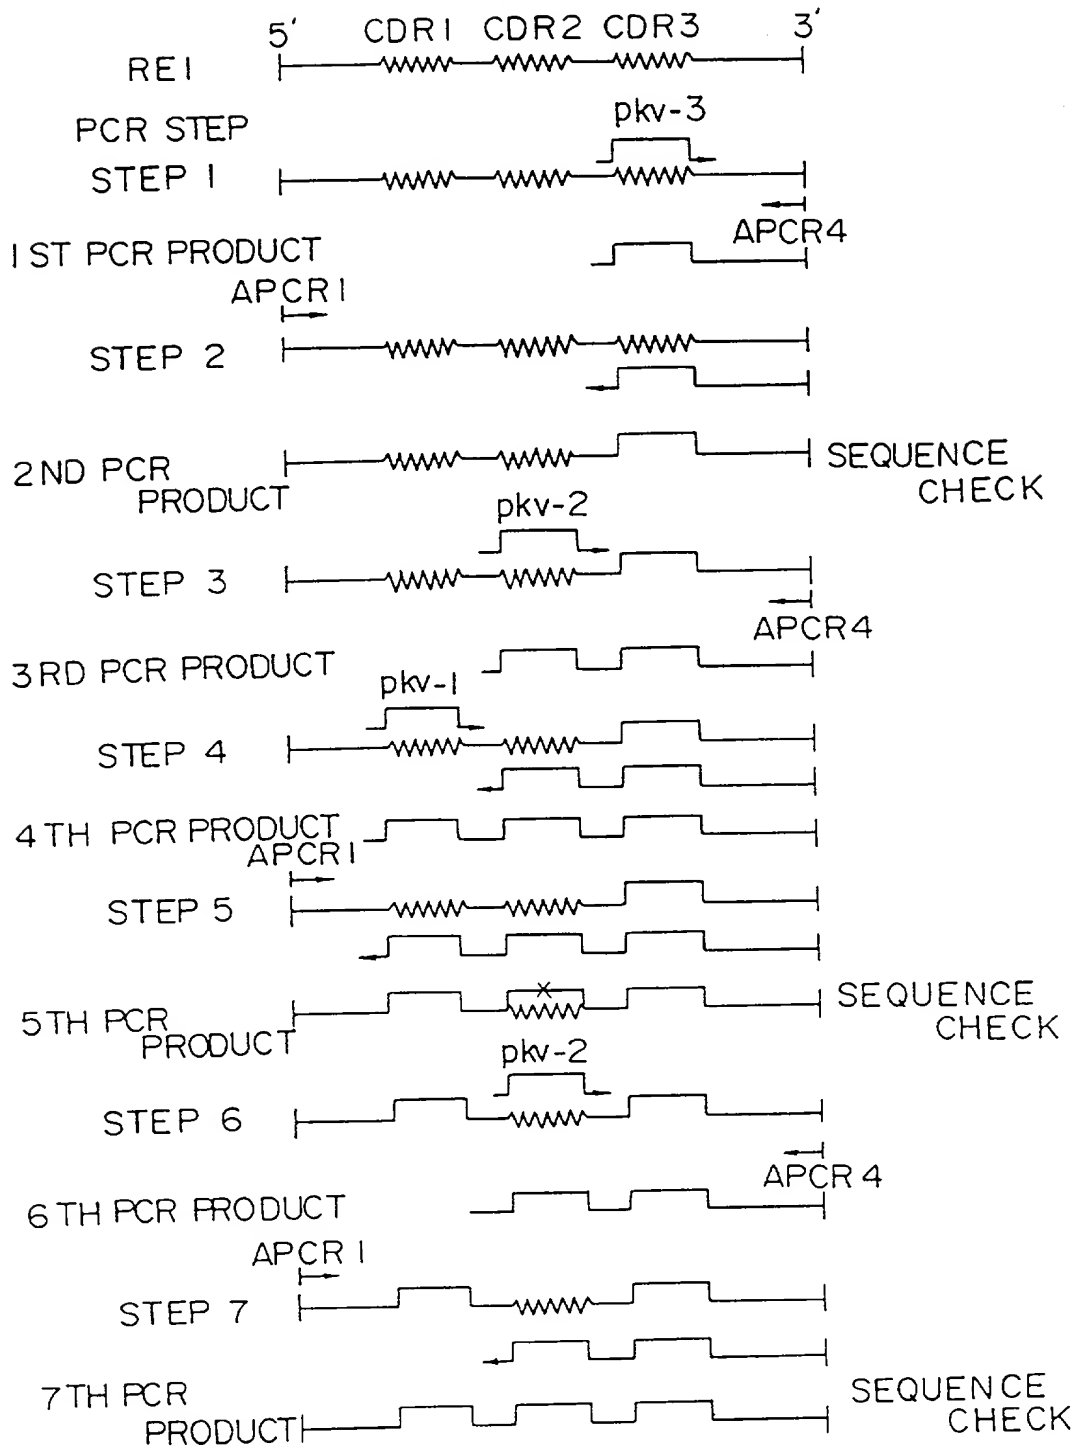 5' CDR1 CDR2 CDR3 3'
REI
PCR STEP
pkv-3
STEP 1
APCR4
1ST PCR PRODUCT
APCR1
STEP 2
2ND PCR PRODUCT
SEQUENCE CHECK
pkv-2
STEP 3
APCR4
3RD PCR PRODUCT
pkv-1
STEP 4
4TH PCR PRODUCT
APCR1
STEP 5
5TH PCR PRODUCT
X
SEQUENCE CHECK
pkv-2
STEP 6
APCR4
6TH PCR PRODUCT
APCR1
STEP 7
7TH PCR PRODUCT
SEQUENCE CHECK